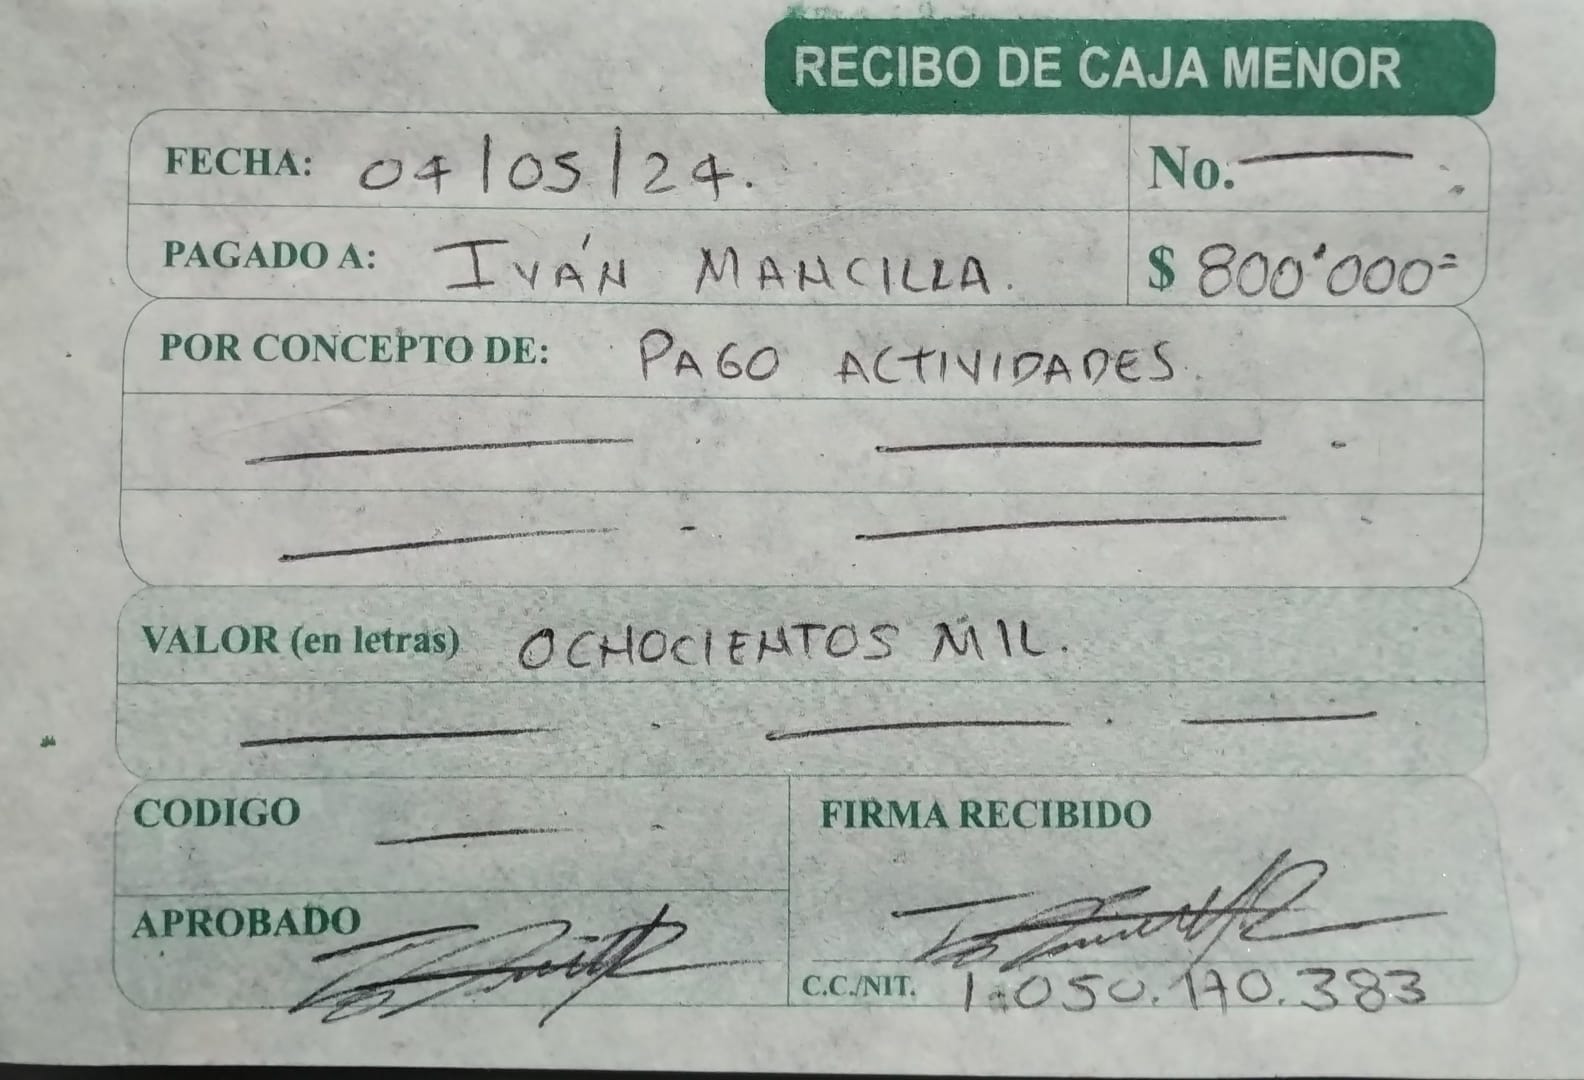 RECIBO DE CAJA MENOR
FECHA: 04/05/24. No.
PAGADO A: IVÁN MANCILLA. $ 800'000=
POR CONCEPTO DE: PAGO ACTIVIDADES.
VALOR (en letras) OCHOCIENTOS MIL.
CODIGO
FIRMA RECIBIDO
APROBADO
C.C./NIT. 1.050.170.383